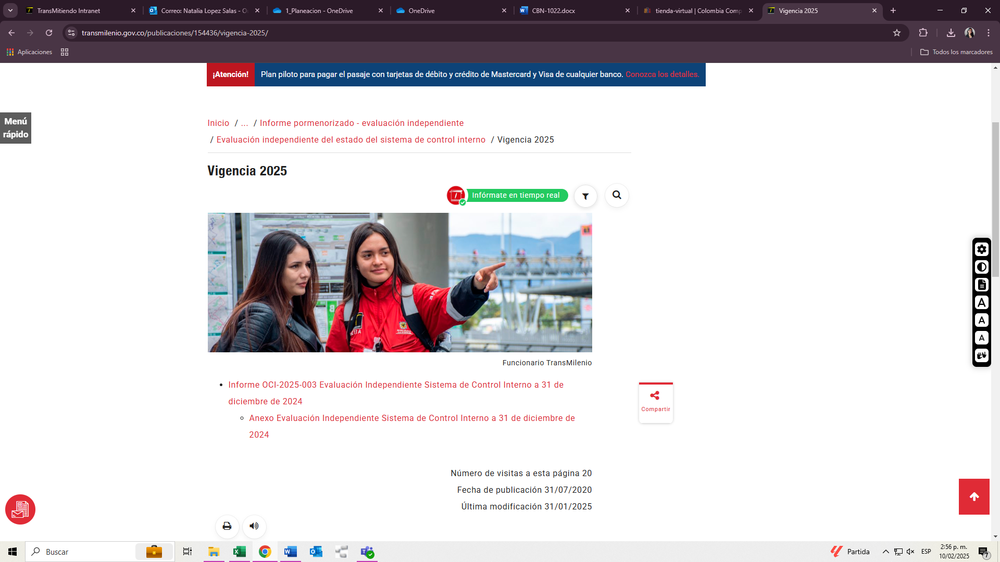 TransMitiendo Intranet
Correo: Natalia Lopez Salas - O
1_Planeacion - OneDrive
OneDrive
CBN-1022.docx
tienda-virtual | Colombia Comp
Vigencia 2025
transmilenio.gov.co/publicaciones/154436/vigencia-2025/
Aplicaciones
Todos los marcadores
¡Atención! Plan piloto para pagar el pasaje con tarjetas de débito y crédito de Mastercard y Visa de cualquier banco. Conozca los detalles.
Menú
rápido
Inicio / ... / Informe pormenorizado - evaluación independiente
/ Evaluación independiente del estado del sistema de control interno / Vigencia 2025
Vigencia 2025
Infórmate en tiempo real
Funcionario TransMilenio
Informe OCI-2025-003 Evaluación Independiente Sistema de Control Interno a 31 de
diciembre de 2024
Anexo Evaluación Independiente Sistema de Control Interno a 31 de diciembre de
2024
Compartir
A
A
A
Número de visitas a esta página 20
Fecha de publicación 31/07/2020
Última modificación 31/01/2025
Buscar
Partida
ESP
2:56 p. m.
10/02/2025
7